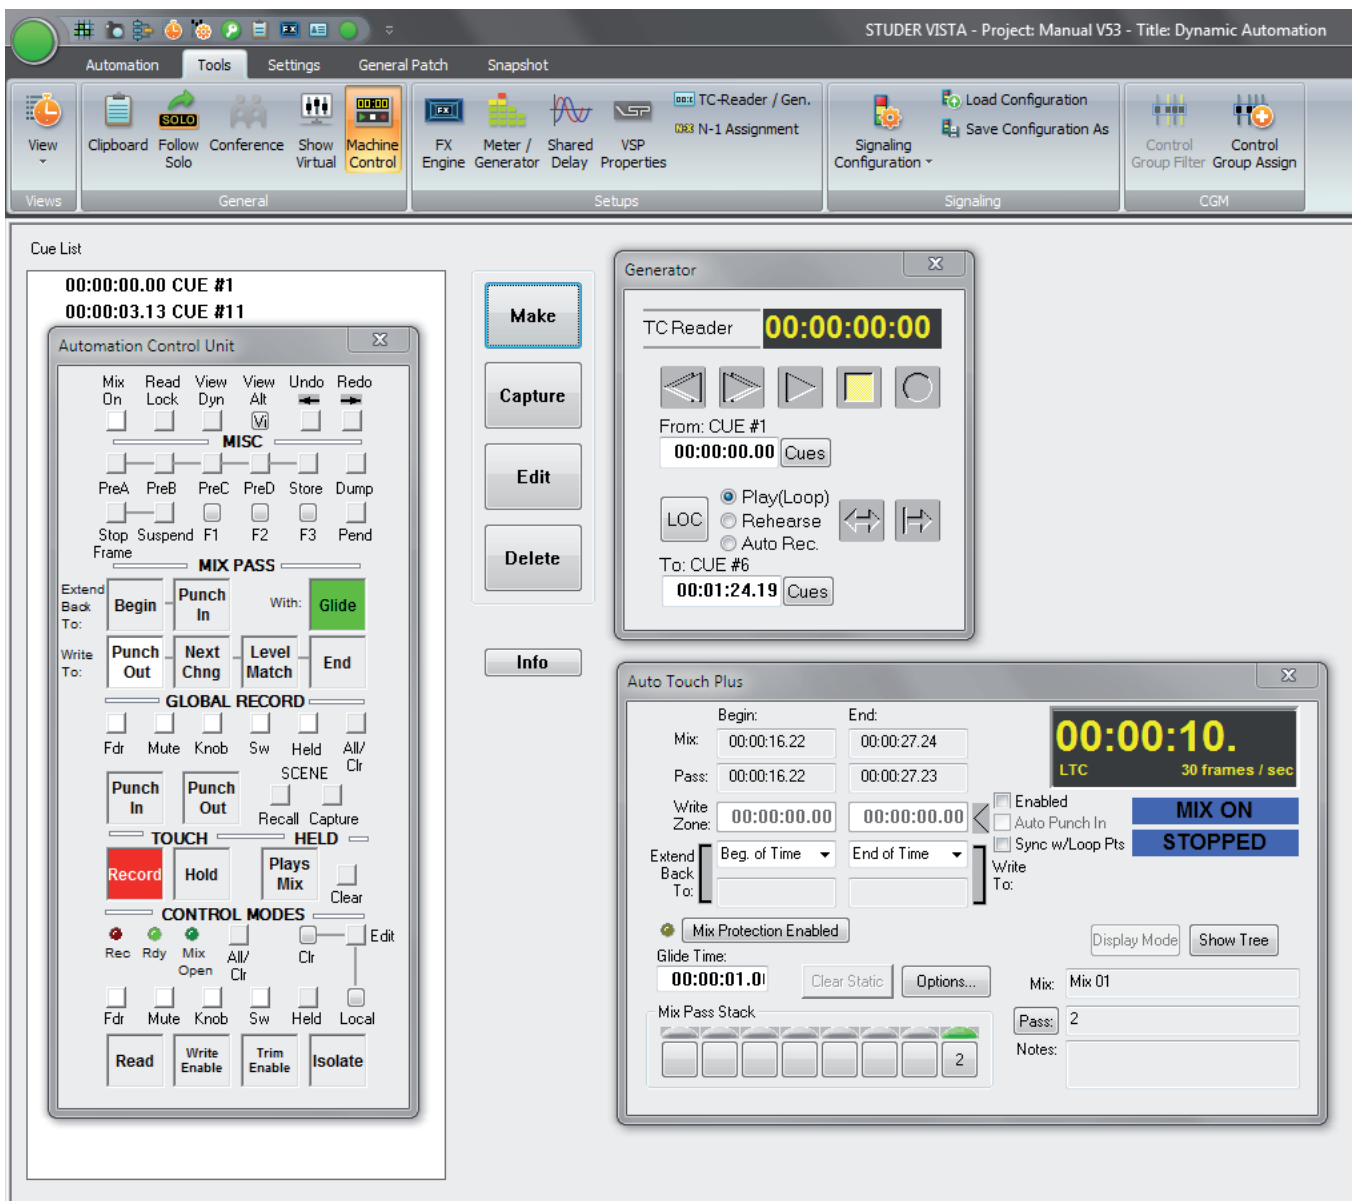 STUDER VISTA - Project: Manual V53 - Title: Dynamic Automation
Automation Tools Settings General Patch Snapshot
View
Clipboard
Follow Solo
Conference
Show Virtual
Machine Control
FX Engine
Meter / Generator
Shared Delay
VSP Properties
TC-Reader / Gen.
N-1 Assignment
Signaling Configuration
Load Configuration
Save Configuration As
Control Group Filter
Control Group Assign
Views General Setups Signaling CGM
Cue List
00:00:00.00 CUE #1
00:00:03.13 CUE #11
Automation Control Unit
Mix On
Read Lock
View Dyn
View Alt
Undo
Redo
Vi
MISC
PreA PreB PreC PreD Store Dump
Stop Frame
Suspend F1 F2 F3 Pend
MIX PASS
Extend Back To:
Begin
Punch In
With:
Glide
Write To:
Punch Out
Next Chng
Level Match
End
GLOBAL RECORD
Fdr Mute Knob Sw Held All/ Clr
Punch In
Punch Out
SCENE
Recall Capture
TOUCH HELD
Record
Hold
Plays Mix
Clear
CONTROL MODES
Rec Rdy Mix Open
All/ Clr
Clr
Edit
Fdr Mute Knob Sw Held Local
Read
Write Enable
Trim Enable
Isolate
Make
Capture
Edit
Delete
Info
Generator
TC Reader 00:00:00:00
From: CUE #1
00:00:00.00 Cues
LOC
Play(Loop)
Rehearse
Auto Rec.
To: CUE #6
00:01:24.19 Cues
Auto Touch Plus
Begin: End:
Mix: 00:00:16.22 00:00:27.24
Pass: 00:00:16.22 00:00:27.23
Write Zone: 00:00:00.00 00:00:00.00
Enabled
Auto Punch In
Sync w/Loop Pts
Extend Back To:
Beg. of Time End of Time
Write To:
00:00:10.
LTC 30 frames / sec
MIX ON
STOPPED
Mix Protection Enabled
Display Mode Show Tree
Glide Time:
00:00:01.0
Clear Static Options...
Mix: Mix 01
Mix Pass Stack
2
Pass: 2
Notes: